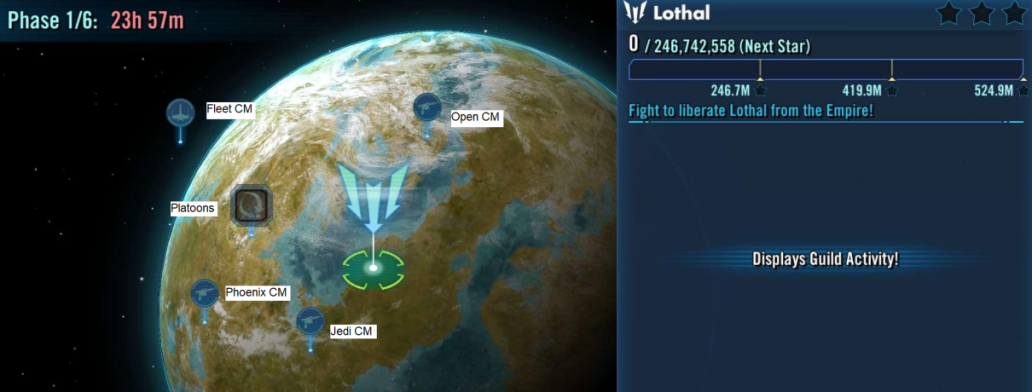 Phase 1/6: 23h 57m
Fleet CM
Open CM
Platoons
Phoenix CM
Jedi CM
Lothal
0 / 246,742,558 (Next Star)
246.7M 419.9M 524.9M
Fight to liberate Lothal from the Empire!
Displays Guild Activity!